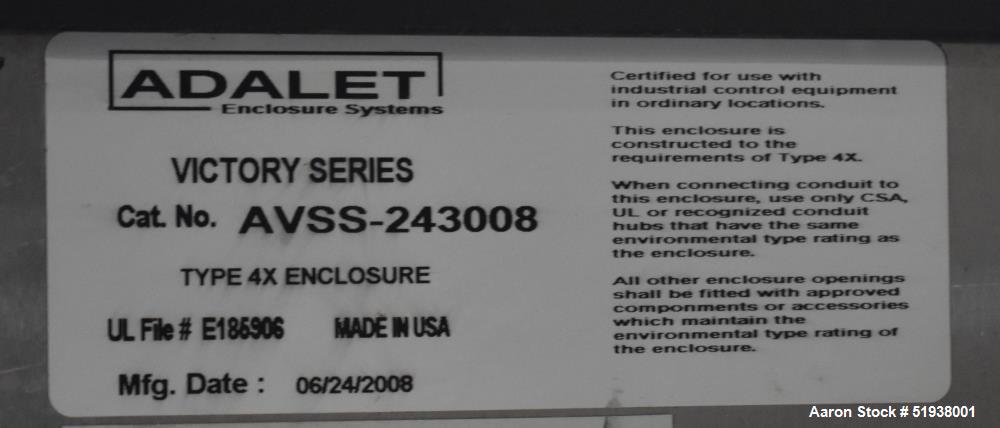 ADALET
Enclosure Systems
VICTORY SERIES
Cat. No. AVSS-243008
TYPE 4X ENCLOSURE
UL File # E185906 MADE IN USA
Mfg. Date : 06/24/2008
Certified for use with
industrial control equipment
in ordinary locations.
This enclosure is
constructed to the
requirements of Type 4X.
When connecting conduit to
this enclosure, use only CSA,
UL or recognized conduit
hubs that have the same
environmental type rating as
the enclosure.
All other enclosure openings
shall be fitted with approved
componments or accessories
which maintain the
environmental type rating of
the enclosure.
Aaron Stock # 51938001